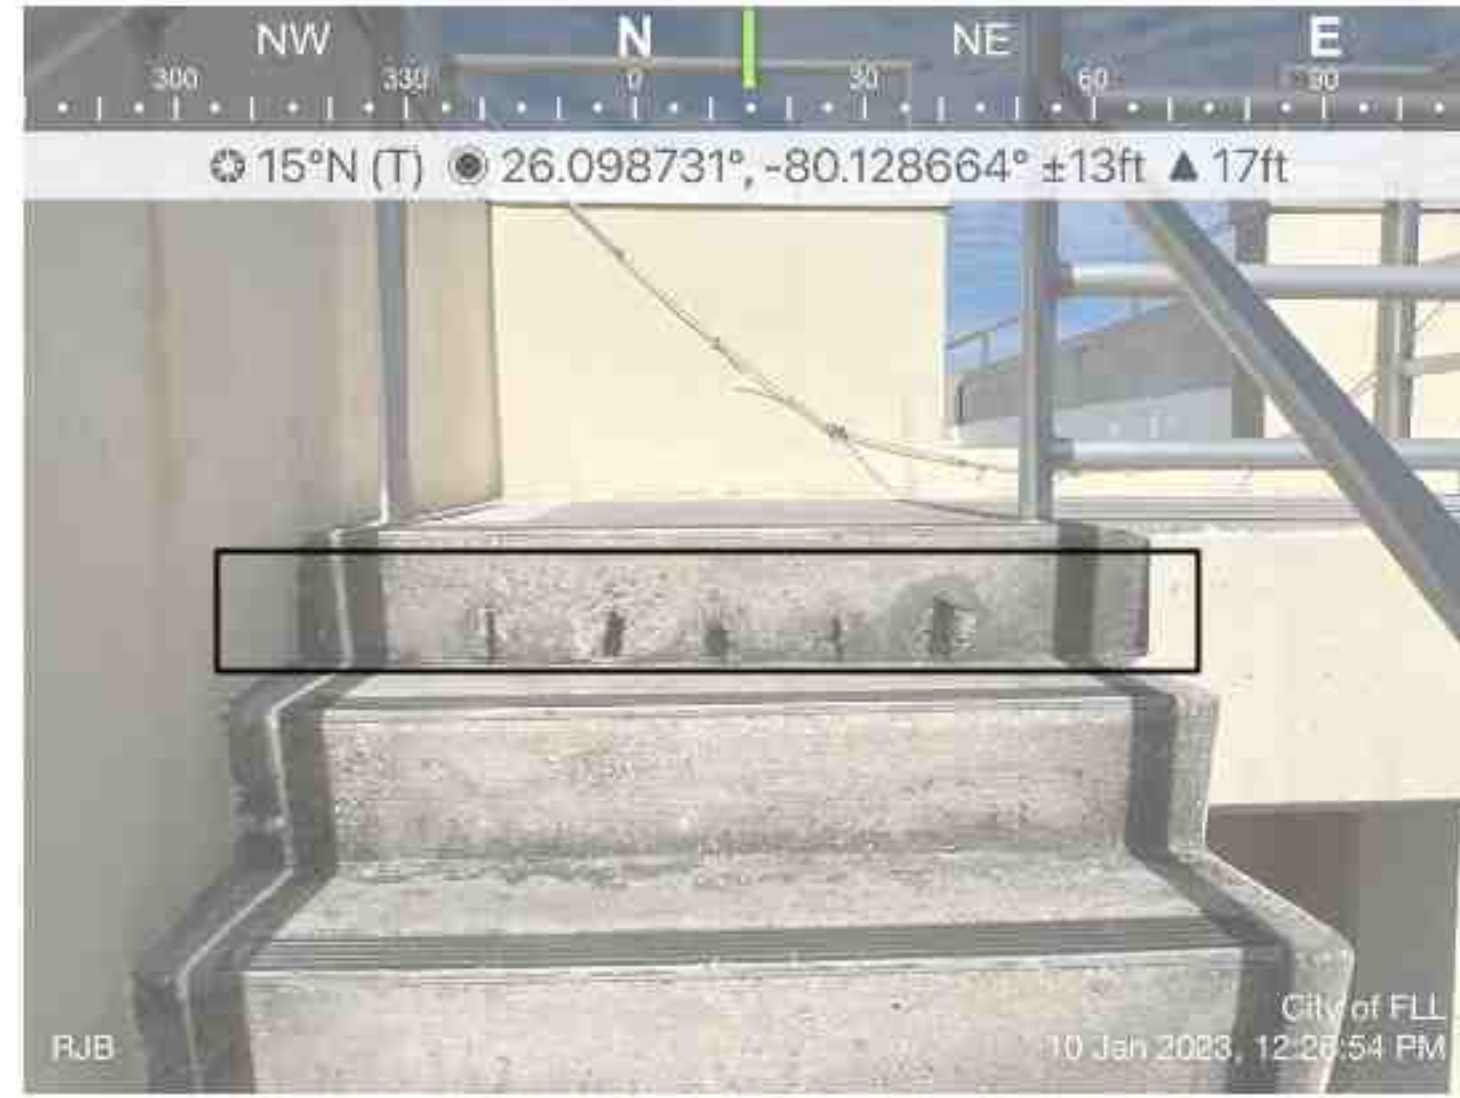 NW N NE E
300 330 0 30 60 90
15°N (T) 26.098731°, -80.128664° ±13ft ▲ 17ft
City of FLL
RJB 10 Jan 2023, 12:26:54 PM